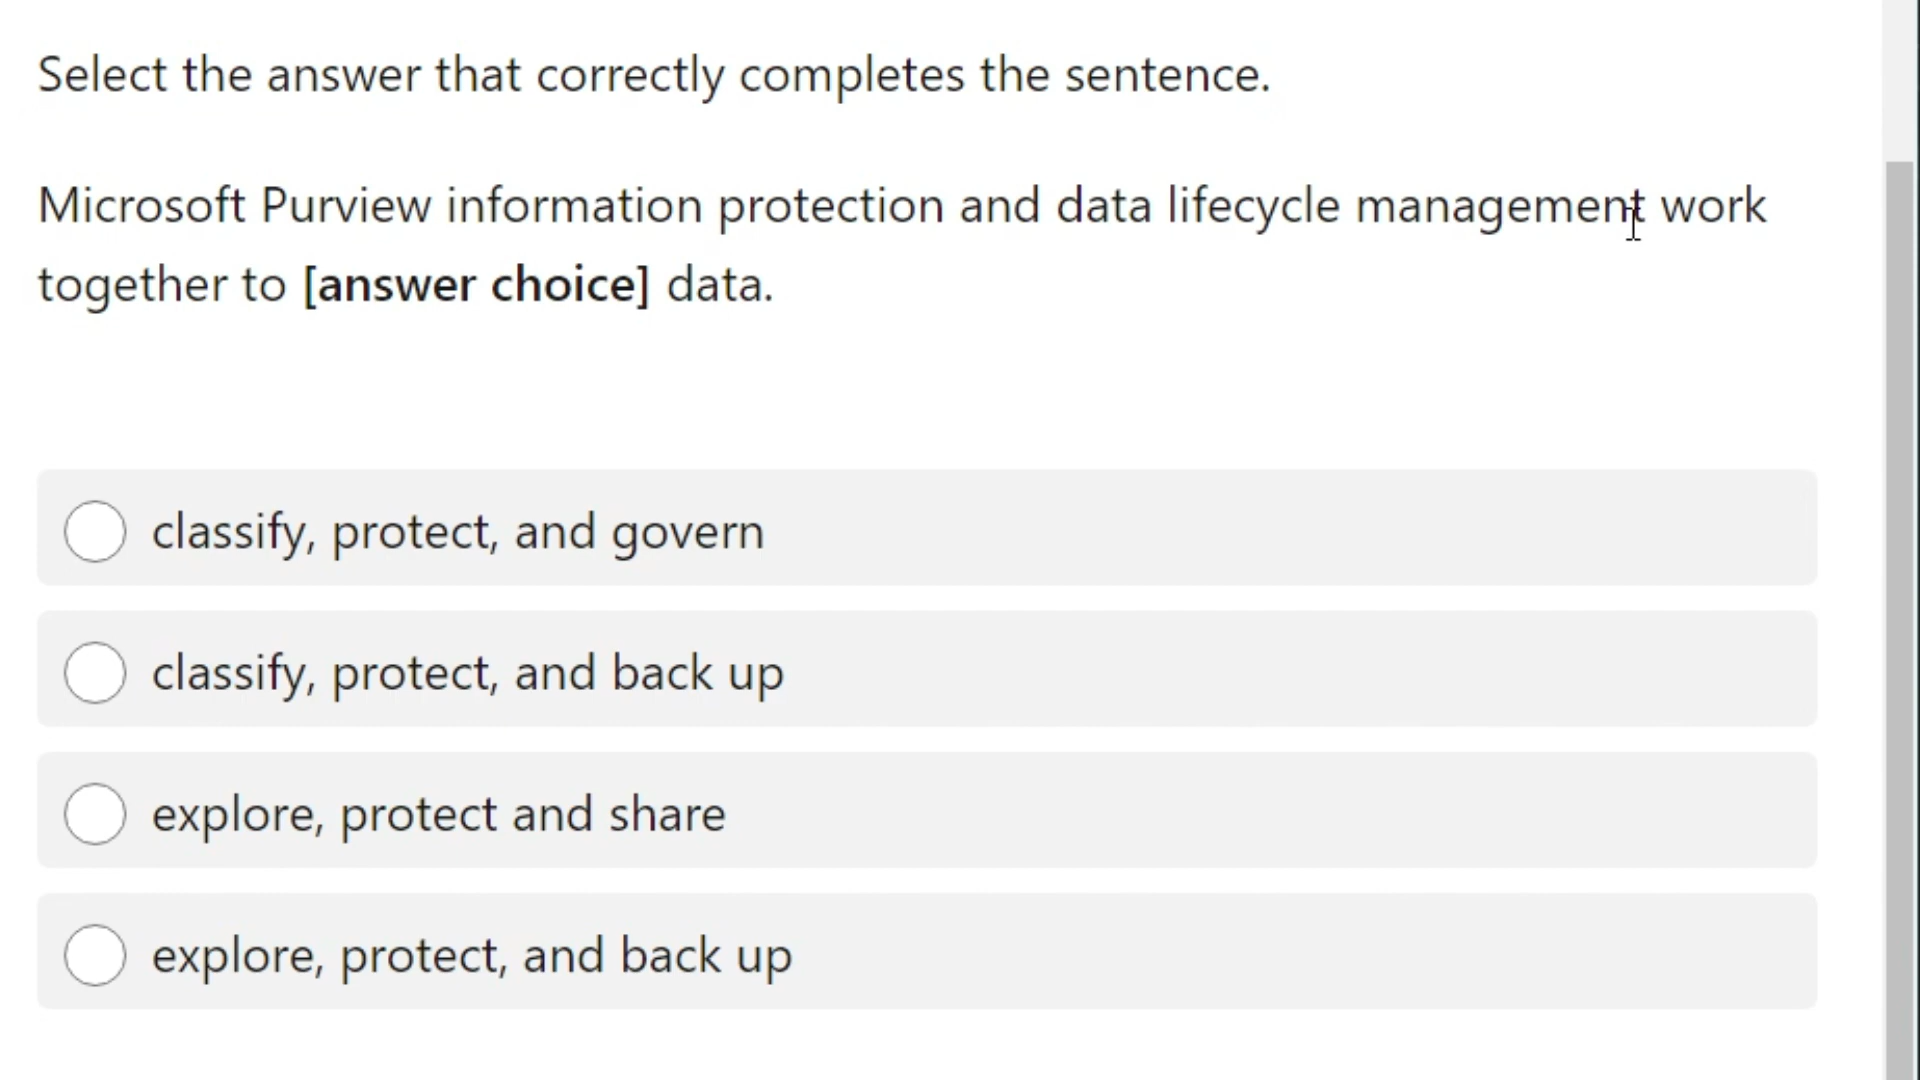 Select the answer that correctly completes the sentence.
Microsoft Purview information protection and data lifecycle management work
together to [answer choice] data.
classify, protect, and govern
classify, protect, and back up
explore, protect and share
explore, protect, and back up